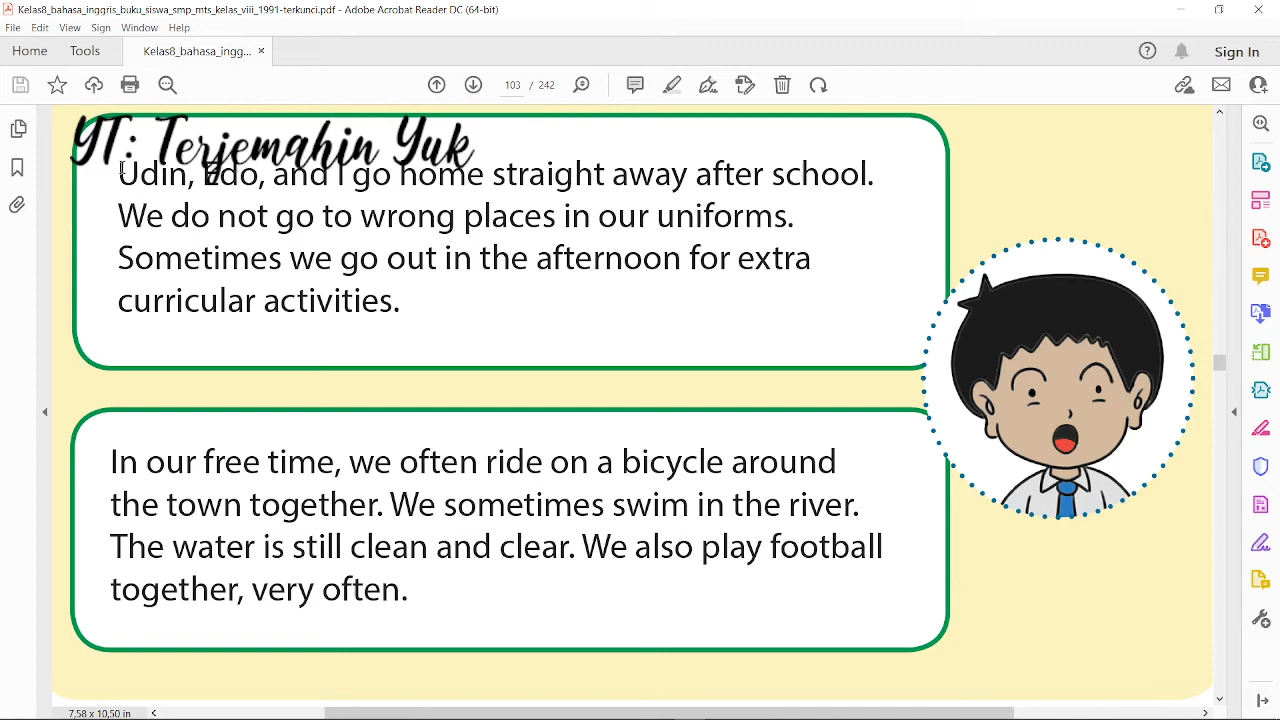 Kelas8_bahasa_inggris_buku_siswa_smp_mts_kelas_viii_1991-terkunci.pdf - Adobe Acrobat Reader DC (64-bit)
File Edit View Sign Window Help
Home Tools Kelas8_bahasa_ingg... × Sign In
103 / 242
YT: Terjemahin Yuk
Udin, Edo, and I go home straight away after school.
We do not go to wrong places in our uniforms.
Sometimes we go out in the afternoon for extra
curricular activities.
In our free time, we often ride on a bicycle around
the town together. We sometimes swim in the river.
The water is still clean and clear. We also play football
together, very often.
7,58 x 10,50 in